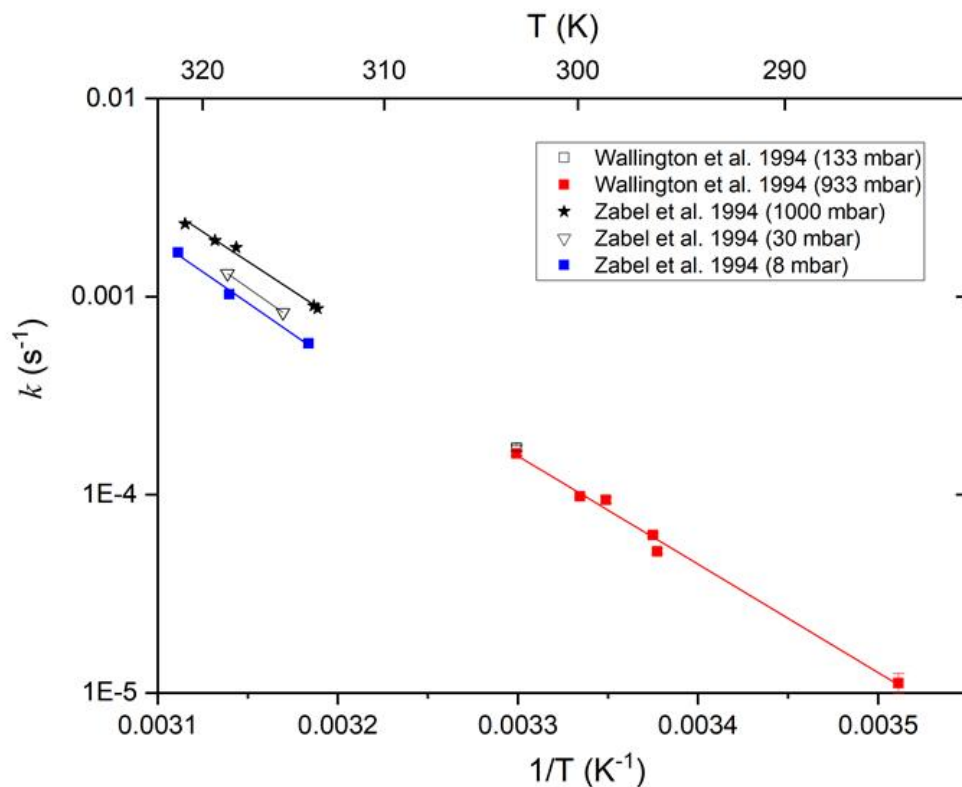 T (K)
320 310 300 290
0.01
0.001
1E-4
1E-5
k (s⁻¹)
Wallington et al. 1994 (133 mbar)
Wallington et al. 1994 (933 mbar)
Zabel et al. 1994 (1000 mbar)
Zabel et al. 1994 (30 mbar)
Zabel et al. 1994 (8 mbar)
0.0031 0.0032 0.0033 0.0034 0.0035
1/T (K⁻¹)